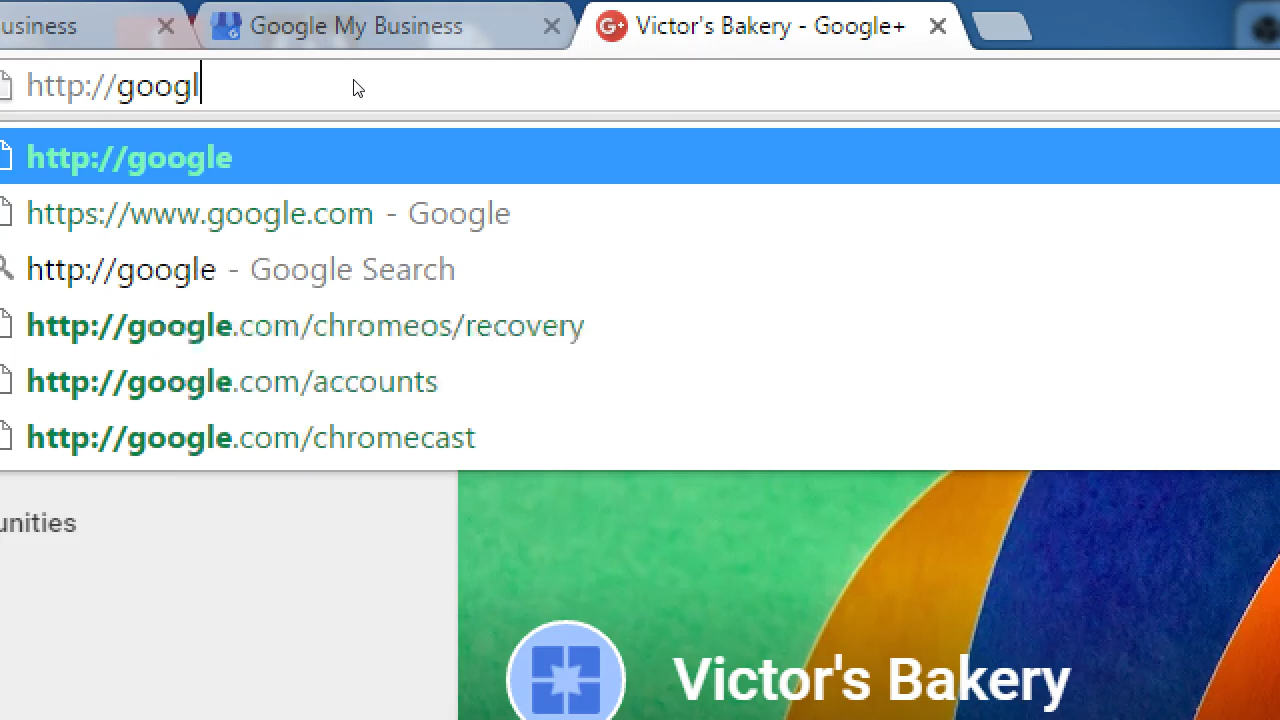 usiness
Google My Business
Victor's Bakery - Google+
http://googl
http://google
https://www.google.com - Google
http://google - Google Search
http://google.com/chromeos/recovery
http://google.com/accounts
http://google.com/chromecast
unities
Victor's Bakery